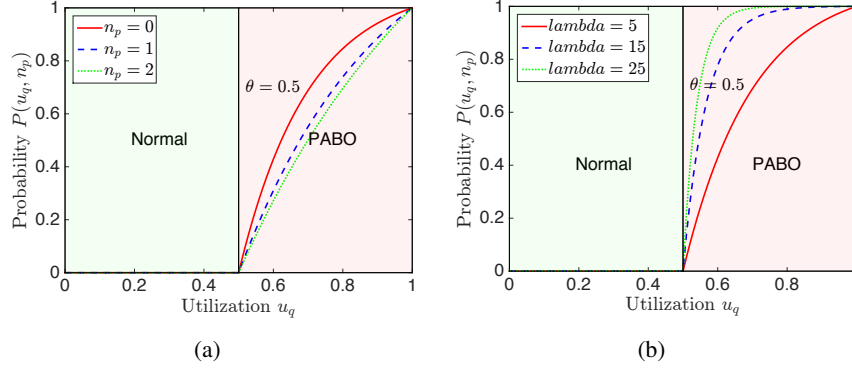 n_p = 0
n_p = 1
n_p = 2
θ = 0.5
Normal
PABO
Probability P(u_q, n_p)
1
0.8
0.6
0.4
0.2
0
0 0.2 0.4 0.6 0.8 1
Utilization u_q
(a)
lambda = 5
lambda = 15
lambda = 25
θ = 0.5
Normal
PABO
Probability P(u_q, n_p)
1
0.8
0.6
0.4
0.2
0
0 0.2 0.4 0.6 0.8
Utilization u_q
(b)